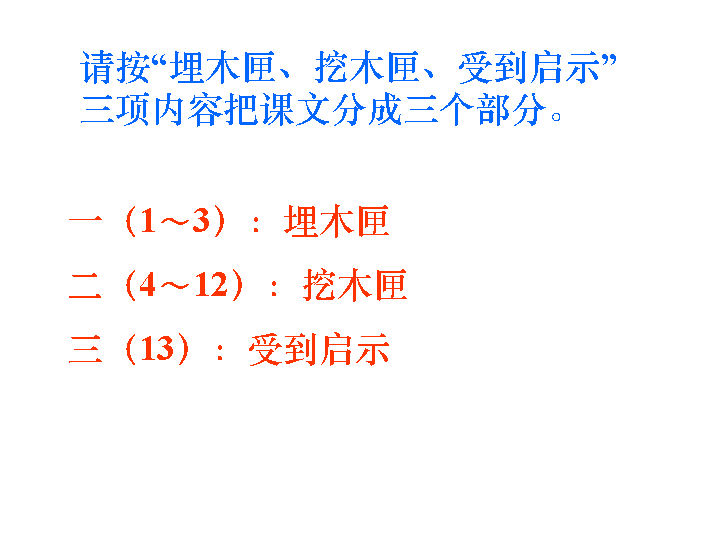 请按“埋木匣、挖木匣、受到启示”
三项内容把课文分成三个部分。
一（1～3）：埋木匣
二（4～12）：挖木匣
三（13）：受到启示